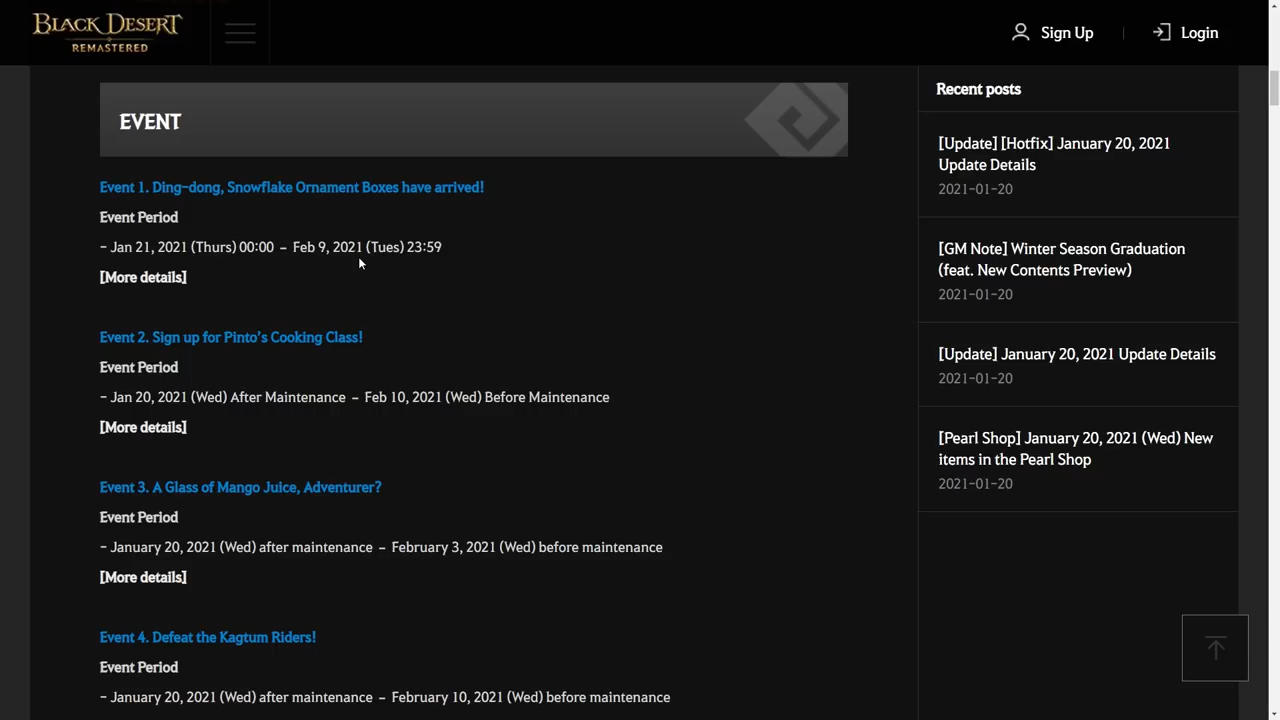 BLACK DESERT
REMASTERED
Sign Up
Login
EVENT
Event 1. Ding-dong, Snowflake Ornament Boxes have arrived!
Event Period
- Jan 21, 2021 (Thurs) 00:00 – Feb 9, 2021 (Tues) 23:59
[More details]
Event 2. Sign up for Pinto's Cooking Class!
Event Period
- Jan 20, 2021 (Wed) After Maintenance – Feb 10, 2021 (Wed) Before Maintenance
[More details]
Event 3. A Glass of Mango Juice, Adventurer?
Event Period
- January 20, 2021 (Wed) after maintenance – February 3, 2021 (Wed) before maintenance
[More details]
Event 4. Defeat the Kagtum Riders!
Event Period
- January 20, 2021 (Wed) after maintenance – February 10, 2021 (Wed) before maintenance
Recent posts
[Update] [Hotfix] January 20, 2021
Update Details
2021-01-20
[GM Note] Winter Season Graduation
(feat. New Contents Preview)
2021-01-20
[Update] January 20, 2021 Update Details
2021-01-20
[Pearl Shop] January 20, 2021 (Wed) New
items in the Pearl Shop
2021-01-20